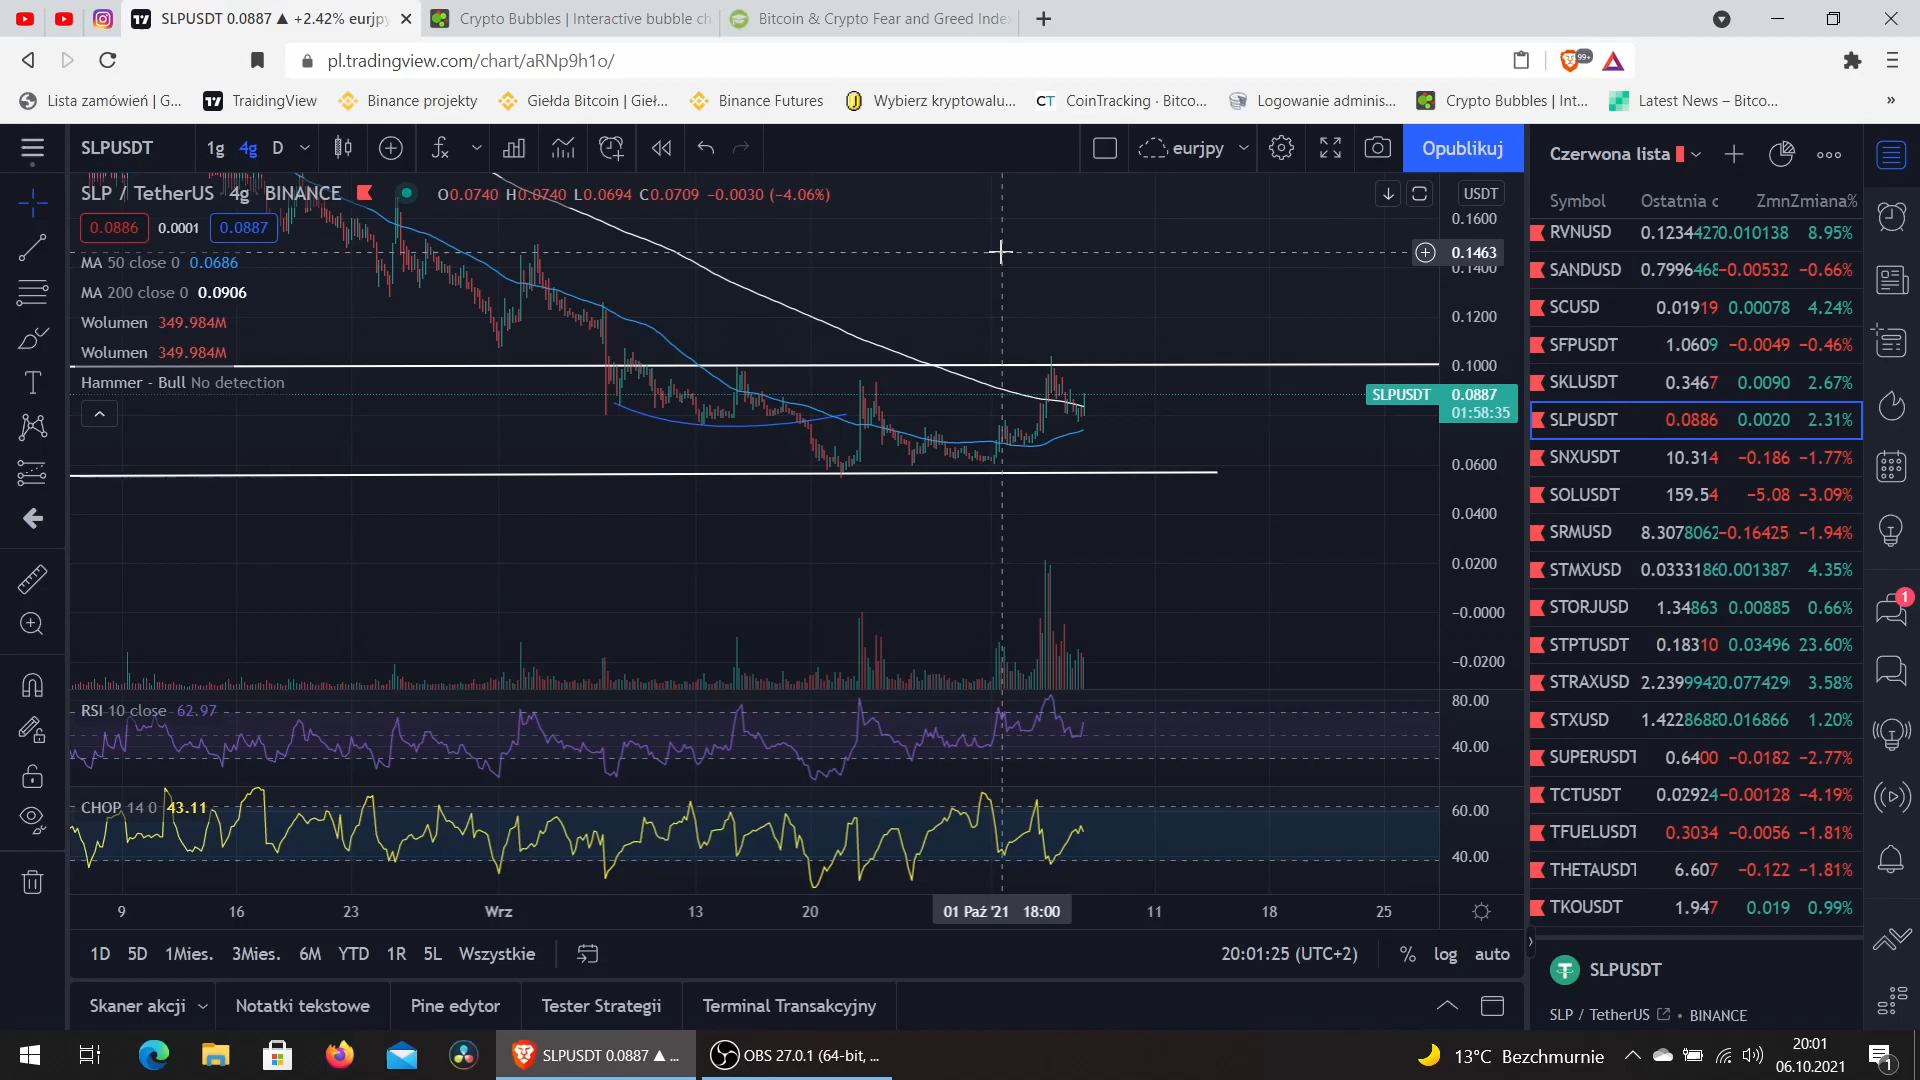 SLPUSDT 0.0887 ▲ +2.42% eurjpy
Crypto Bubbles | Interactive bubble ch
Bitcoin & Crypto Fear and Greed Index
pl.tradingview.com/chart/aRNp9h1o/
99+
Lista zamówień | G...
TraidingView
Binance projekty
Giełda Bitcoin | Gieł...
Binance Futures
Wybierz kryptowalu...
CoinTracking · Bitco...
Logowanie adminis...
Crypto Bubbles | Int...
Latest News – Bitco...
»
SLPUSDT
1g 4g D
eurjpy
Opublikuj
Czerwona lista
SLP / TetherUS · 4g · BINANCE
O0.0740 H0.0740 L0.0694 C0.0709 −0.0030 (−4.06%)
USDT
0.0886 0.0001 0.0887
MA 50 close 0 0.0686
MA 200 close 0 0.0906
Wolumen 349.984M
Wolumen 349.984M
Hammer - Bull No detection
0.1600
0.1463
0.1400
0.1200
0.1000
SLPUSDT 0.0887
01:58:35
0.0600
0.0400
0.0200
−0.0000
−0.0200
RSI 10 close 62.97
80.00
40.00
CHOP 14 0 43.11
60.00
40.00
9 16 23 Wrz 13 20 01 Paź '21 18:00 11 18 25
1D 5D 1Mies. 3Mies. 6M YTD 1R 5L Wszystkie
20:01:25 (UTC+2) % log auto
Skaner akcji
Notatki tekstowe
Pine edytor
Tester Strategii
Terminal Transakcyjny
Symbol Ostatnia c Zmn Zmiana%
RVNUSD 0.1234427 0.010138 8.95%
SANDUSD 0.7996468 −0.00532 −0.66%
SCUSD 0.01919 0.00078 4.24%
SFPUSDT 1.0609 −0.0049 −0.46%
SKLUSDT 0.3467 0.0090 2.67%
SLPUSDT 0.0886 0.0020 2.31%
SNXUSDT 10.314 −0.186 −1.77%
SOLUSDT 159.54 −5.08 −3.09%
SRMUSD 8.3078062 −0.16425 −1.94%
STMXUSD 0.0333186 0.001387 4.35%
STORJUSD 1.34863 0.00885 0.66%
STPTUSDT 0.18310 0.03496 23.60%
STRAXUSD 2.2399942 0.077429 3.58%
STXUSD 1.4228688 0.016866 1.20%
SUPERUSDT 0.6400 −0.0182 −2.77%
TCTUSDT 0.02924 −0.00128 −4.19%
TFUELUSDT 0.3034 −0.0056 −1.81%
THETAUSDT 6.607 −0.122 −1.81%
TKOUSDT 1.947 0.019 0.99%
SLPUSDT
SLP / TetherUS • BINANCE
1
SLPUSDT 0.0887 ▲ ...
OBS 27.0.1 (64-bit, ...
13°C Bezchmurnie
20:01
06.10.2021
1